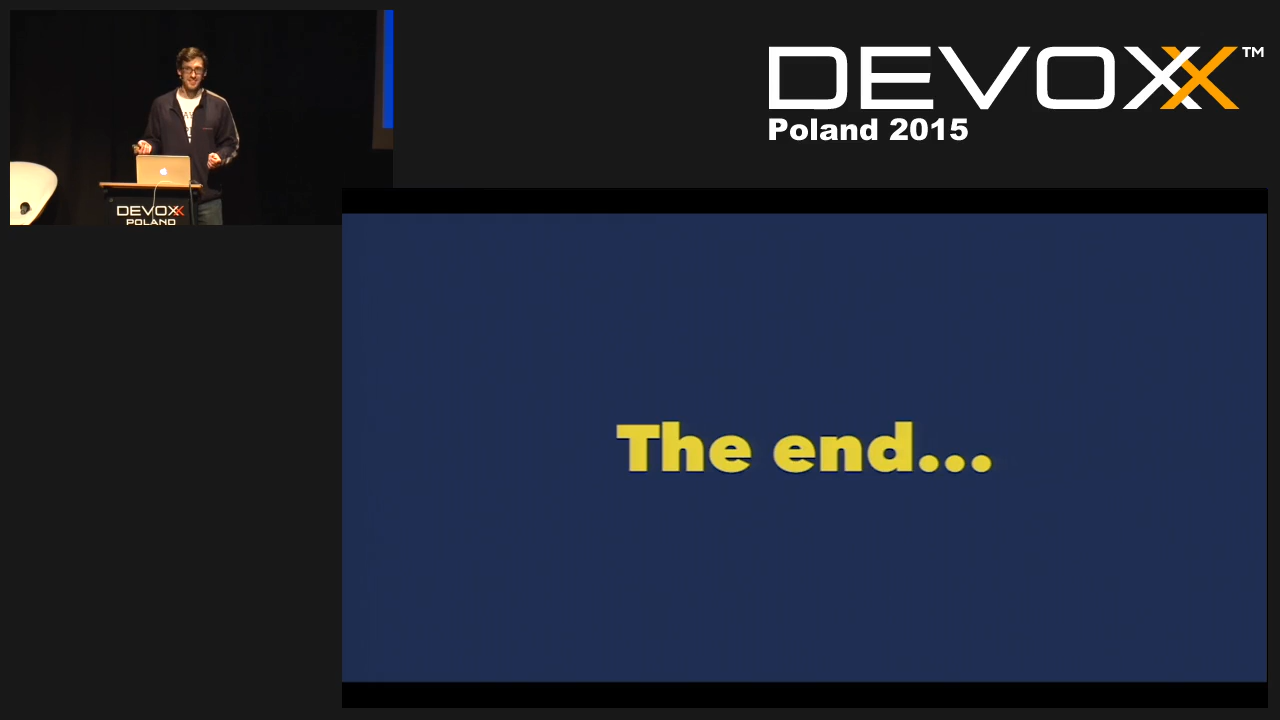 DEVOXX™
Poland 2015
DEVOXX
POLAND
The end...